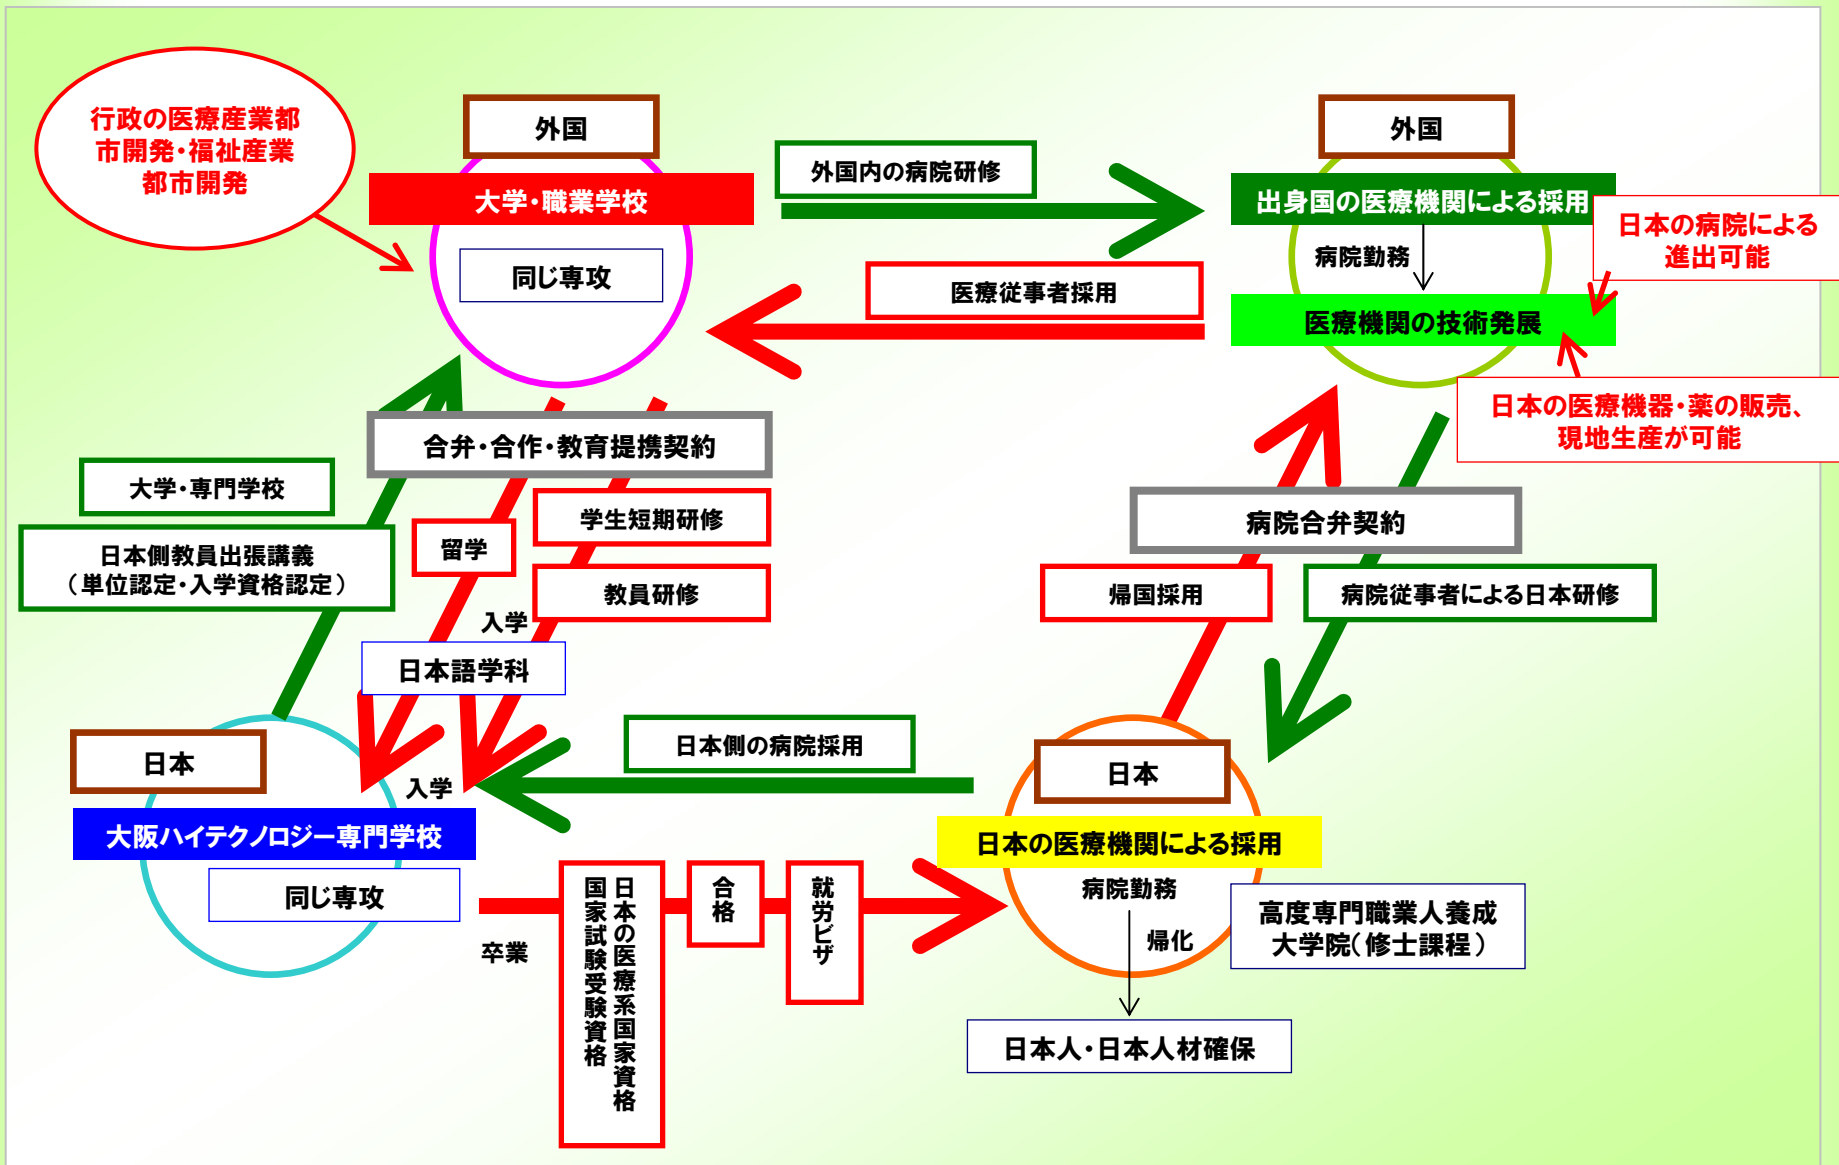 行政の医療産業都
市開発・福祉産業
都市開発
外国
大学・職業学校
同じ専攻
外国内の病院研修
医療従事者採用
外国
出身国の医療機関による採用
病院勤務
医療機関の技術発展
日本の病院による
進出可能
日本の医療機器・薬の販売、
現地生産が可能
合弁・合作・教育提携契約
大学・専門学校
日本側教員出張講義
（単位認定・入学資格認定）
留学
学生短期研修
教員研修
入学
日本語学科
入学
病院合弁契約
帰国採用
病院従事者による日本研修
日本
大阪ハイテクノロジー専門学校
同じ専攻
日本側の病院採用
卒業
日本の医療系国家資格
国家試験受験資格
合格
就労ビザ
日本
日本の医療機関による採用
病院勤務
帰化
高度専門職業人養成
大学院（修士課程）
日本人・日本人材確保